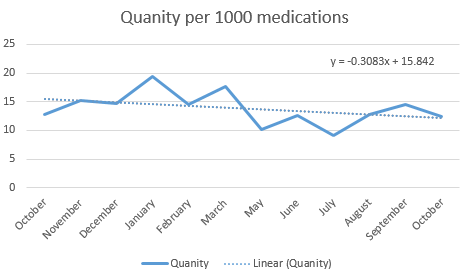 Quanity per 1000 medications
25
y = -0.3083x + 15.842
20
15
10
5
0
October
November
December
January
February
March
May
June
July
August
September
October
Quanity
Linear (Quanity)